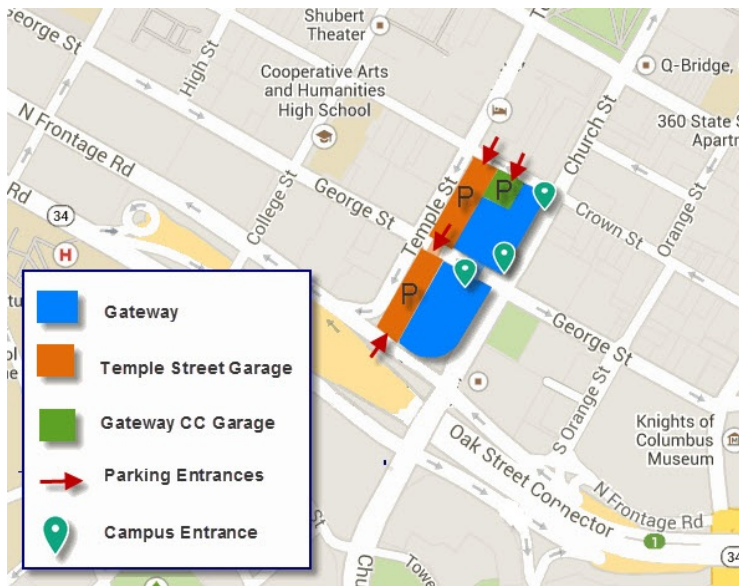 Shubert
Theater
George St
High St
Cooperative Arts
and Humanities
High School
N Frontage Rd
Rd
34
College St
George St
Temple St
Church St
Q-Bridge,
360 State S
Apartm
Orange St
Crown St
P
P
P
H
George St
S Orange St
Knights of
Columbus
Museum
Oak Street Connector
N Frontage Rd
1
34
Gateway
Temple Street Garage
Gateway CC Garage
Parking Entrances
Campus Entrance